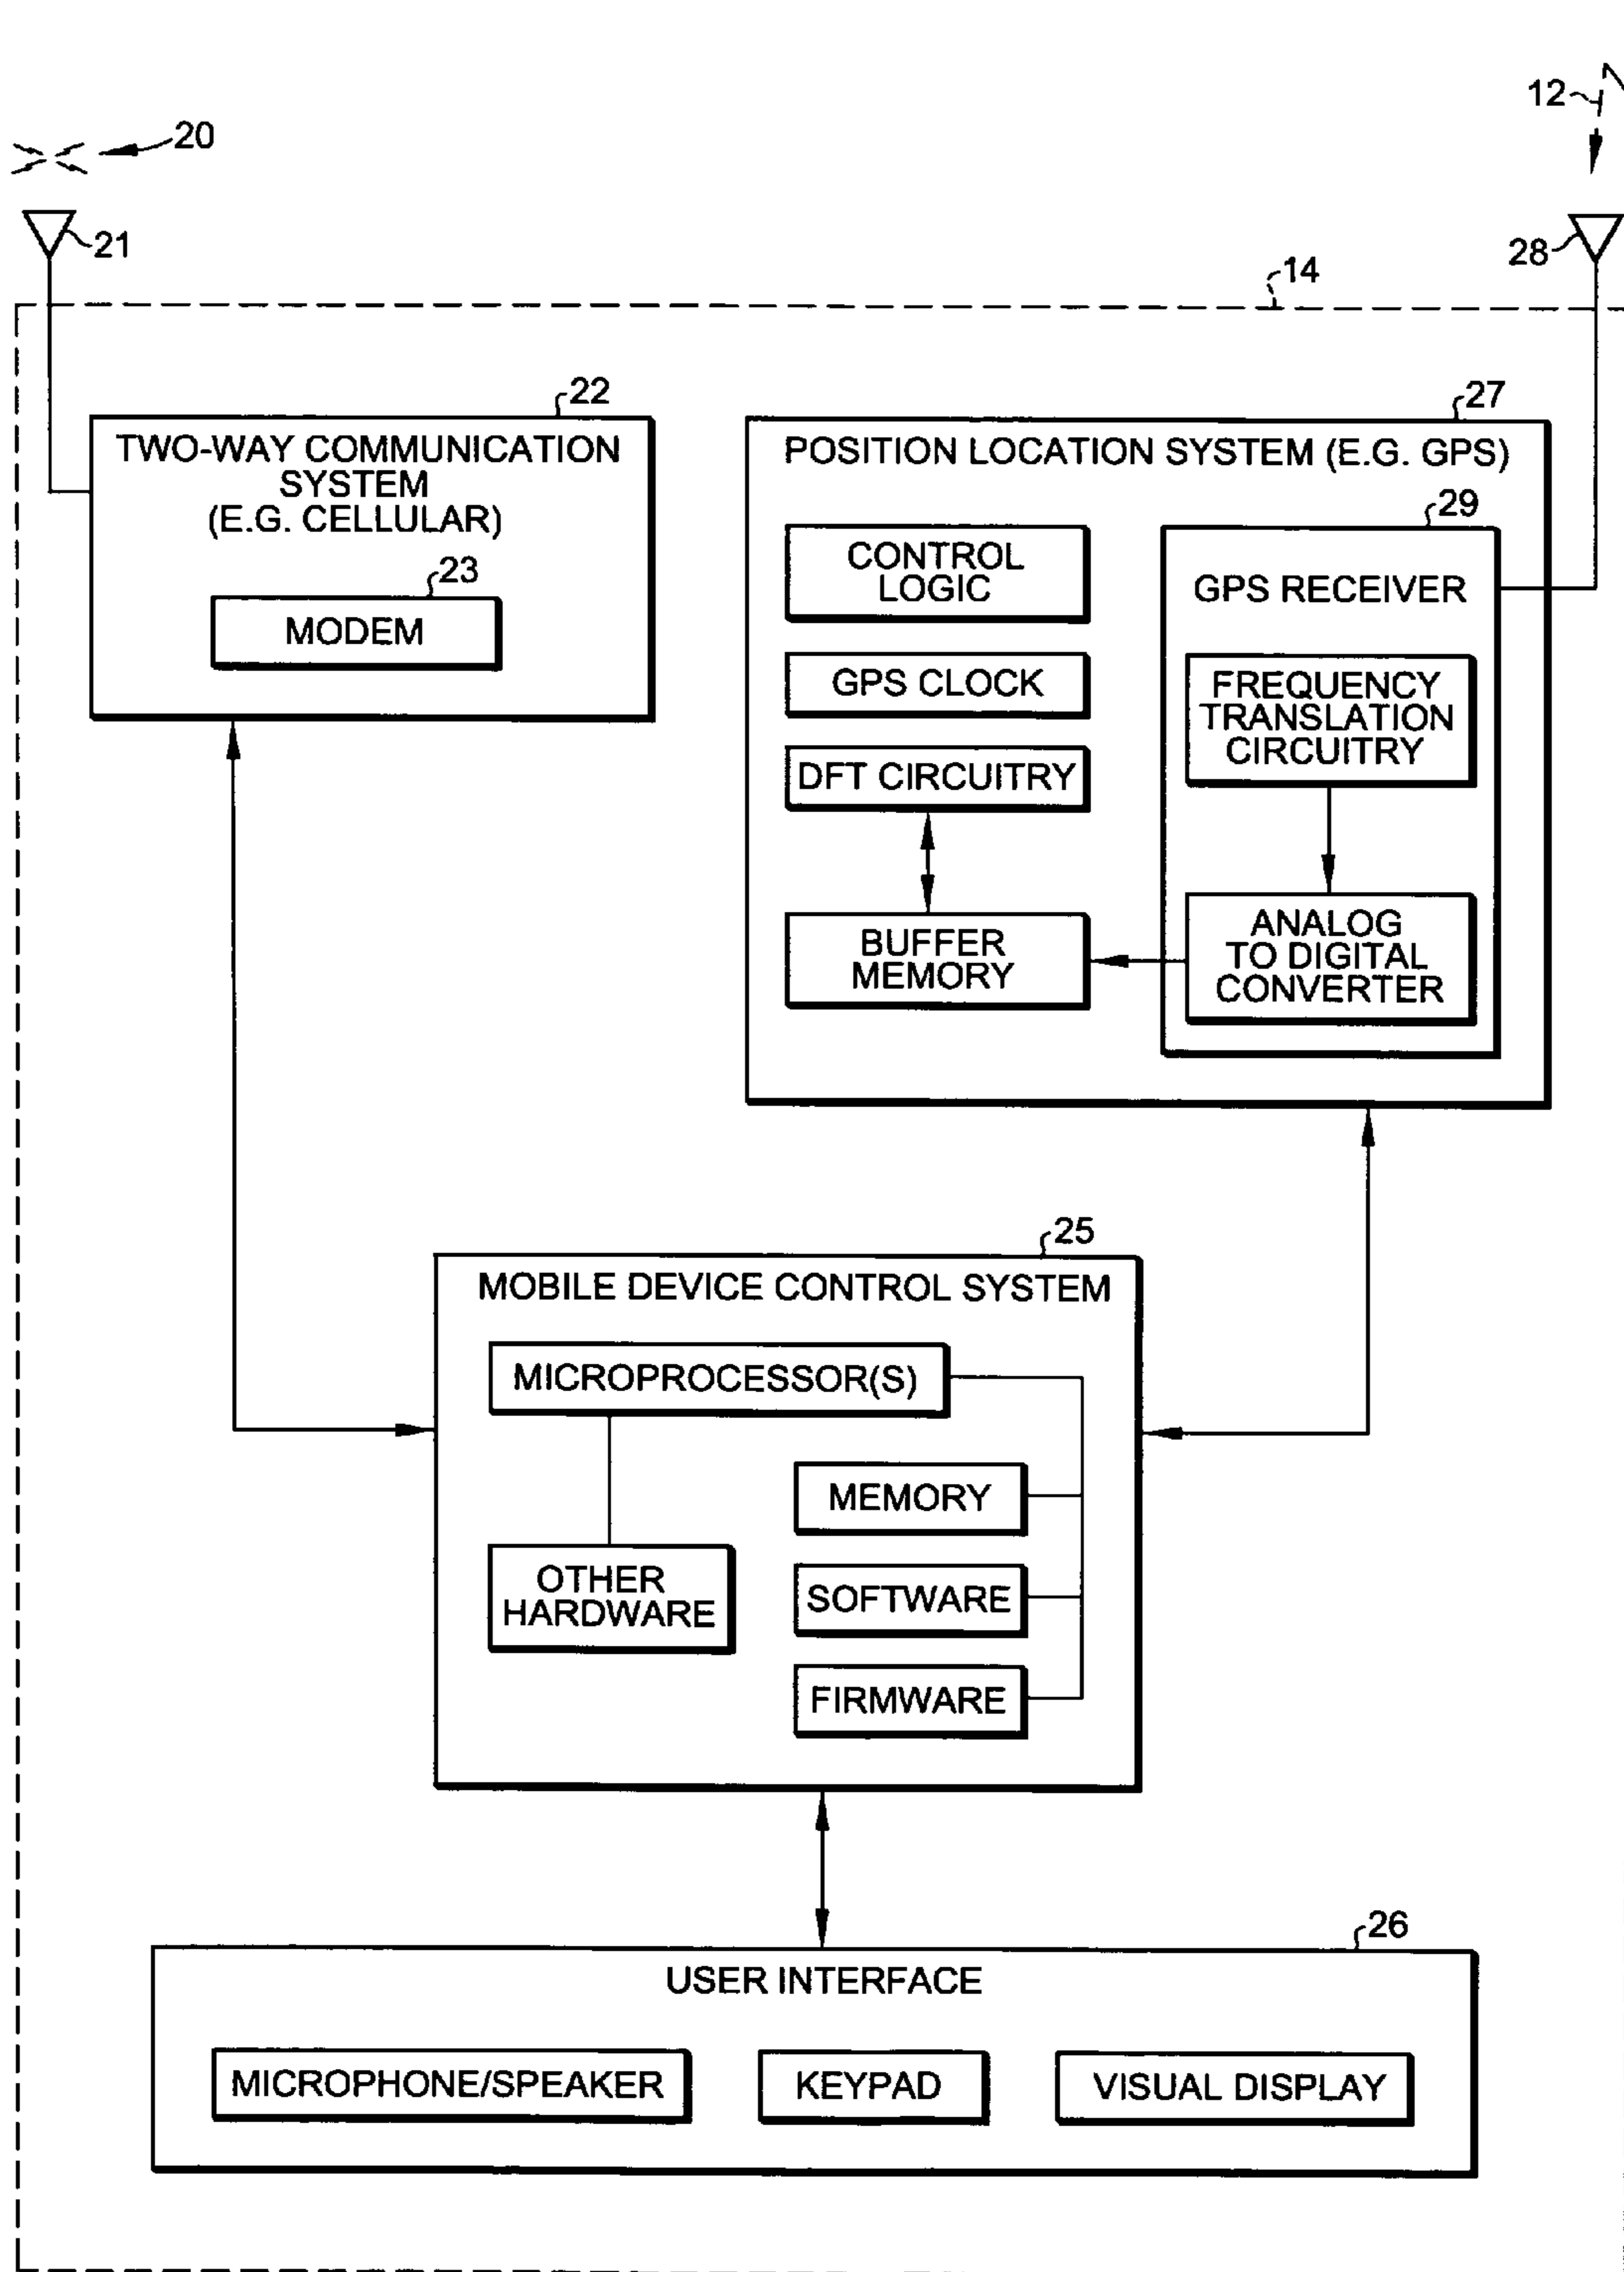 12
20
21
28
14
22
TWO-WAY COMMUNICATION
SYSTEM
(E.G. CELLULAR)
23
MODEM
27
POSITION LOCATION SYSTEM (E.G. GPS)
CONTROL
LOGIC
GPS CLOCK
DFT CIRCUITRY
BUFFER
MEMORY
29
GPS RECEIVER
FREQUENCY
TRANSLATION
CIRCUITRY
ANALOG
TO DIGITAL
CONVERTER
25
MOBILE DEVICE CONTROL SYSTEM
MICROPROCESSOR(S)
OTHER
HARDWARE
MEMORY
SOFTWARE
FIRMWARE
26
USER INTERFACE
MICROPHONE/SPEAKER
KEYPAD
VISUAL DISPLAY